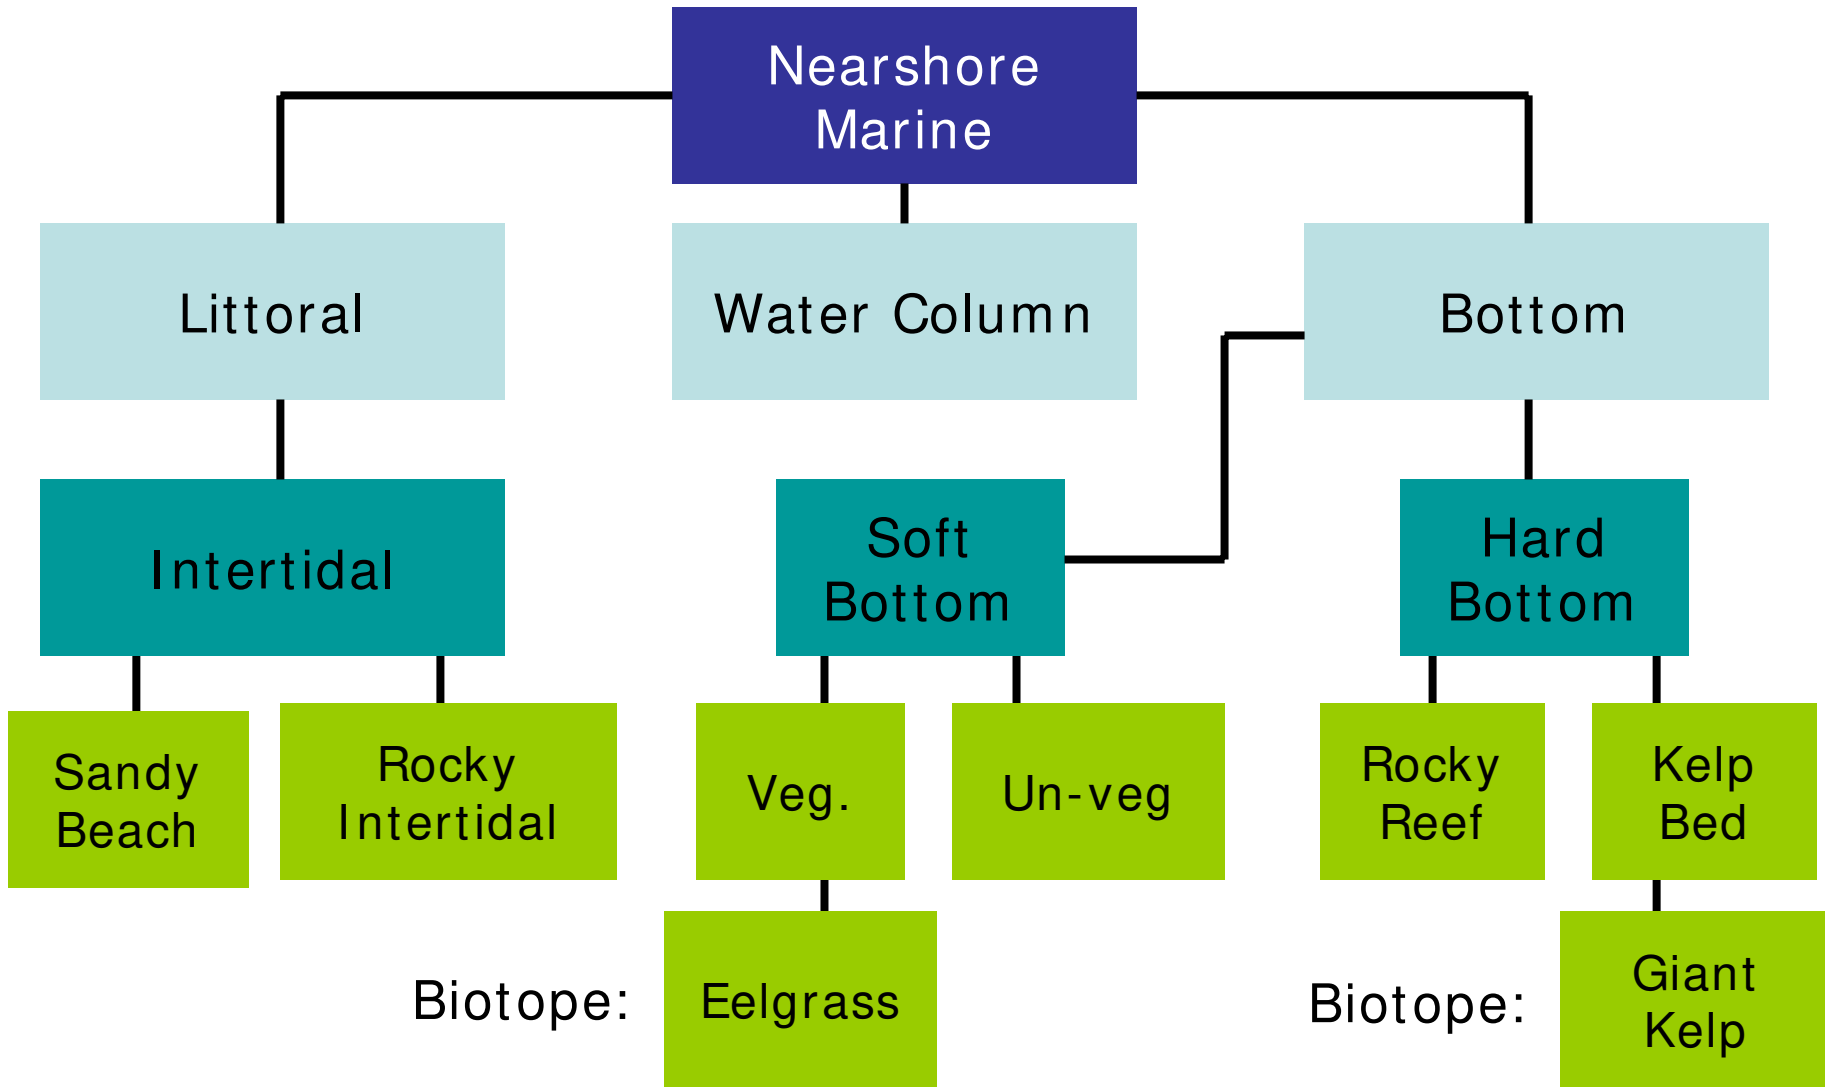 Nearshore
Marine
Littoral
Water Column
Bottom
Intertidal
Soft
Bottom
Hard
Bottom
Sandy
Beach
Rocky
Intertidal
Veg.
Un-veg
Rocky
Reef
Kelp
Bed
Biotope:
Eelgrass
Biotope:
Giant
Kelp